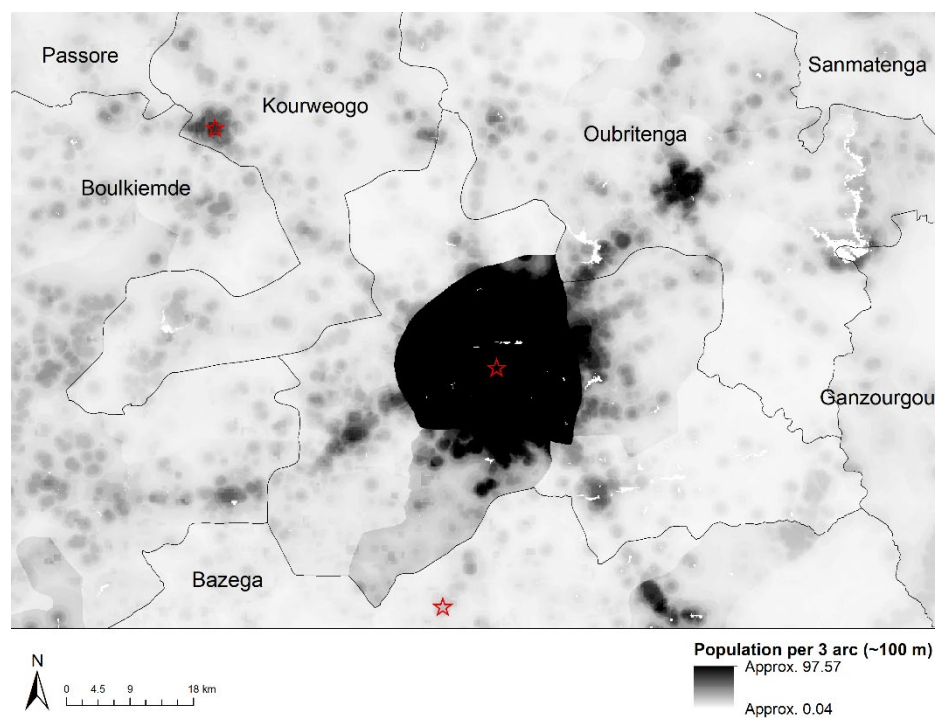 Passore
Sanmatenga
Kourweogo
Oubritenga
Boulkiemde
Ganzourgou
Bazega
Population per 3 arc (~100 m)
Approx. 97.57
Approx. 0.04
N
0 4.5 9 18 km